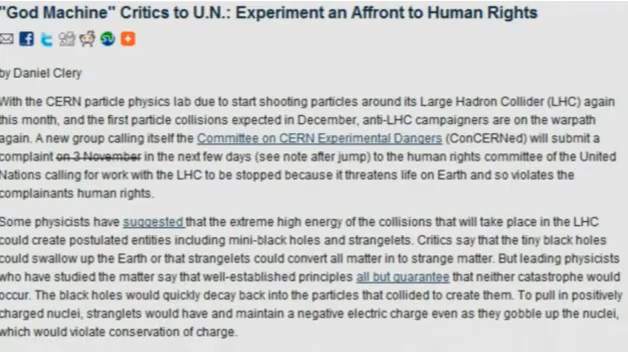 "God Machine" Critics to U.N.: Experiment an Affront to Human Rights
by Daniel Clery
With the CERN particle physics lab due to start shooting particles around its Large Hadron Collider (LHC) again
this month, and the first particle collisions expected in December, anti-LHC campaigners are on the warpath
again. A new group calling itself the Committee on CERN Experimental Dangers (ConCERNed) will submit a
complaint on 3 November in the next few days (see note after jump) to the human rights committee of the United
Nations calling for work with the LHC to be stopped because it threatens life on Earth and so violates the
complainants human rights.
Some physicists have suggested that the extreme high energy of the collisions that will take place in the LHC
could create postulated entities including mini-black holes and strangelets. Critics say that the tiny black holes
could swallow up the Earth or that strangelets could convert all matter in to strange matter. But leading physicists
who have studied the matter say that well-established principles all but guarantee that neither catastrophe would
occur. The black holes would quickly decay back into the particles that collided to create them. To pull in positively
charged nuclei, stranglets would have and maintain a negative electric charge even as they gobble up the nuclei,
which would violate conservation of charge.